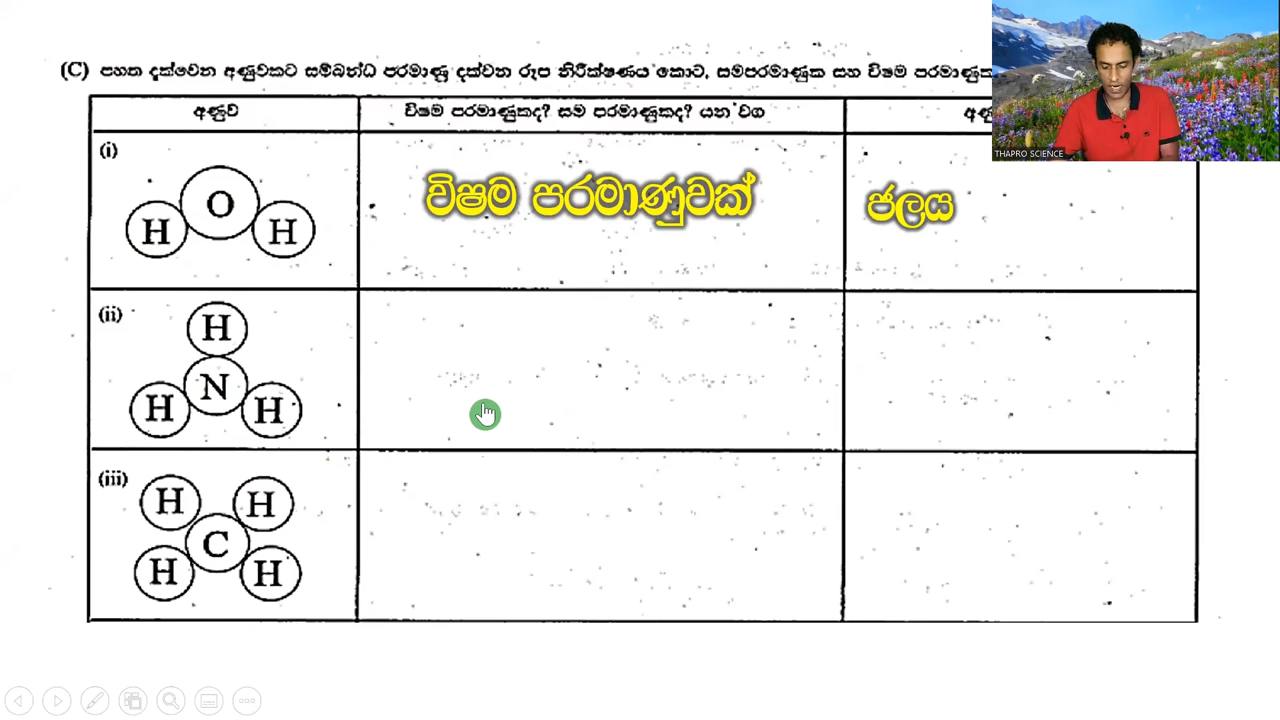 (C) පහත දක්වෙන අණුවකට සම්බන්ධ පරමාණු දක්වන රූප නිරීක්ෂණය කොට, සමපරමාණුක සහ විෂම පරමාණුක
THAPRO SCIENCE
අණුව විෂම පරමාණුකද? සම පරමාණුකද? යන වග
(i)
H O H
විෂම පරමාණුවක් ජලය
(ii)
H
N
H H
(iii)
H H
C
H H